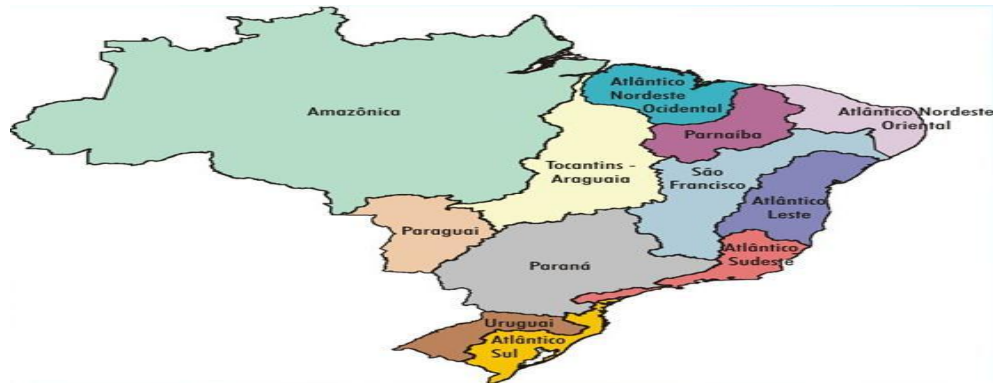 Atlântico
Nordeste
Ocidental
Amazônica
Atlântico Nordeste
Oriental
Parnaíba
Tocantins -
Araguaia
São
Francisco
Atlântico
Leste
Paraguai
Atlântico
Sudeste
Paraná
Uruguai
Atlântico
Sul